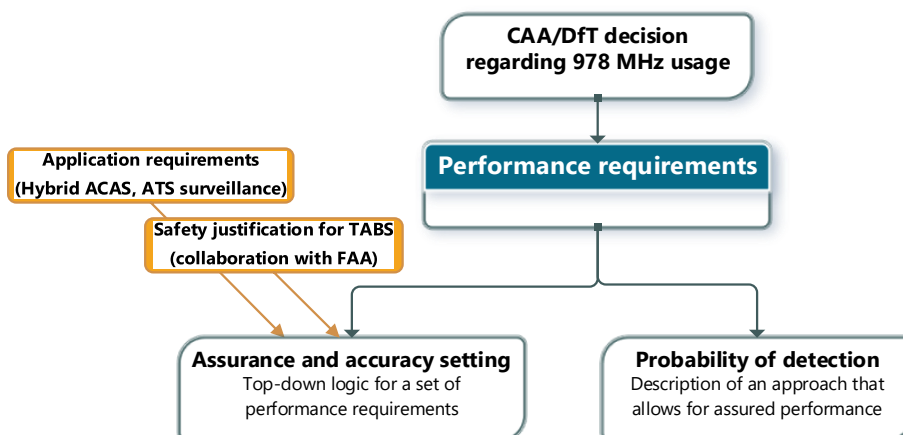 CAA/DfT decision
regarding 978 MHz usage
Performance requirements
Application requirements
(Hybrid ACAS, ATS surveillance)
Safety justification for TABS
(collaboration with FAA)
Assurance and accuracy setting
Top-down logic for a set of
performance requirements
Probability of detection
Description of an approach that
allows for assured performance